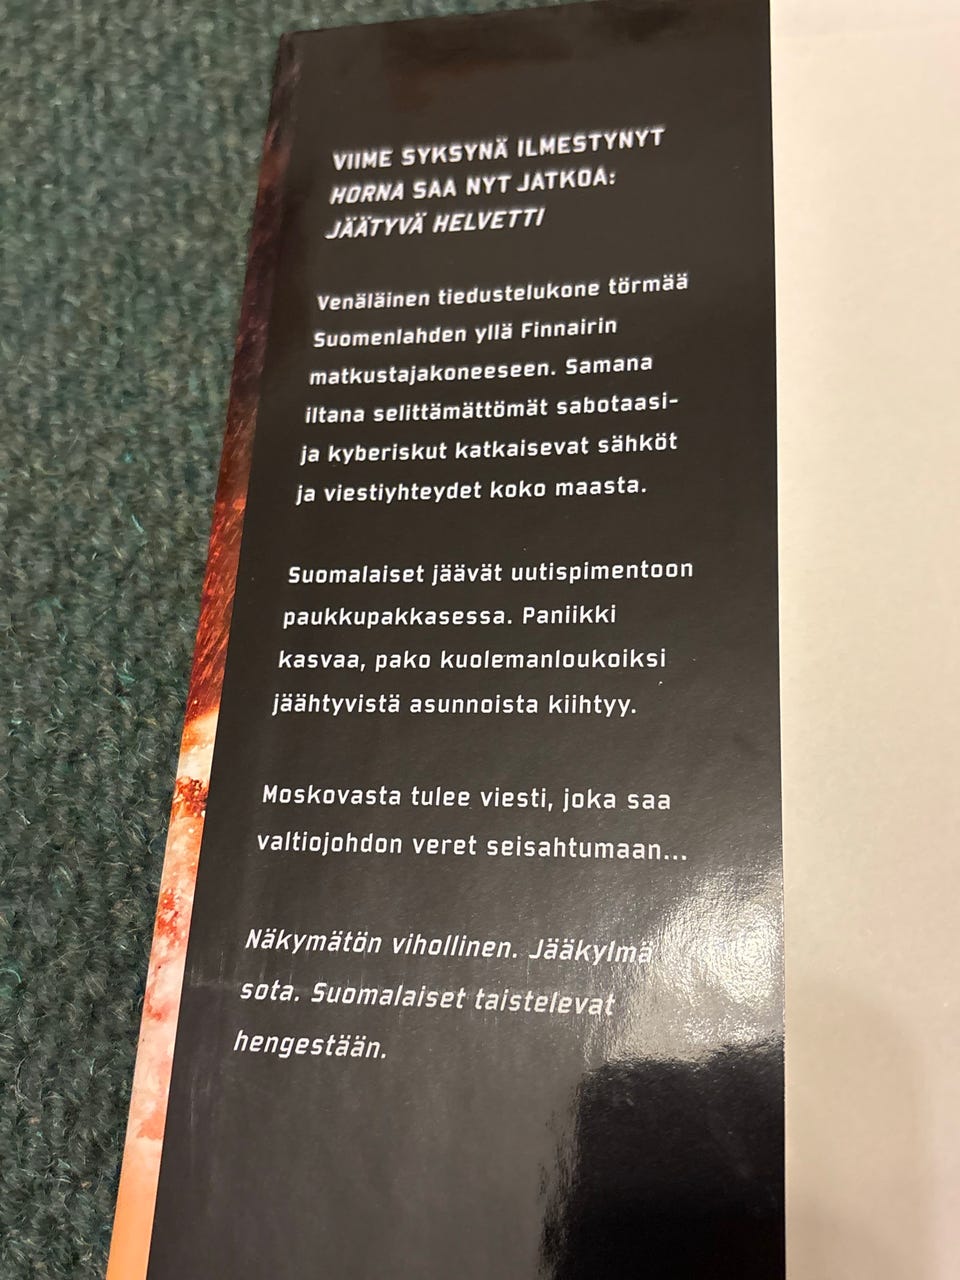 VIIME SYKSYNÄ ILMESTYNYT
HORNA SAA NYT JATKOA:
JÄÄTYVÄ HELVETTI
Venäläinen tiedustelukone törmää
Suomenlahden yllä Finnairin
matkustajakoneeseen. Samana
iltana selittämättömät sabotaasi-
ja kyberiskut katkaisevat sähköt
ja viestiyhteydet koko maasta.
Suomalaiset jäävät uutispimentoon
paukkupakkasessa. Paniikki
kasvaa, pako kuolemanloukoiksi
jäähtyvistä asunnoista kiihtyy.
Moskovasta tulee viesti, joka saa
valtiojohdon veret seisahtumaan...
Näkymätön vihollinen. Jääkylmä
sota. Suomalaiset taistelevat
hengestään.